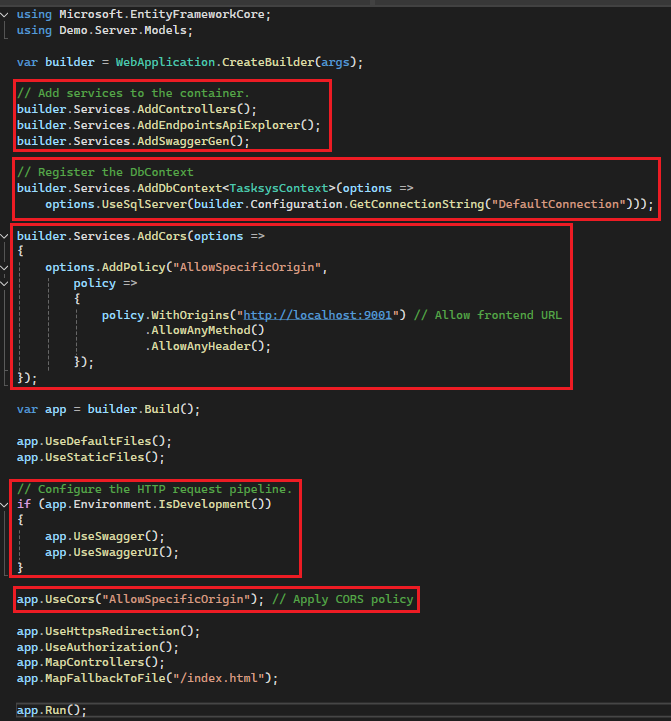 using Microsoft.EntityFrameworkCore;
using Demo.Server.Models;
var builder = WebApplication.CreateBuilder(args);
// Add services to the container.
builder.Services.AddControllers();
builder.Services.AddEndpointsApiExplorer();
builder.Services.AddSwaggerGen();
// Register the DbContext
builder.Services.AddDbContext<TasksysContext>(options =>
    options.UseSqlServer(builder.Configuration.GetConnectionString("DefaultConnection")));
builder.Services.AddCors(options =>
{
    options.AddPolicy("AllowSpecificOrigin",
        policy =>
        {
            policy.WithOrigins("http://localhost:9001") // Allow frontend URL
                  .AllowAnyMethod()
                  .AllowAnyHeader();
        });
});
var app = builder.Build();
app.UseDefaultFiles();
app.UseStaticFiles();
// Configure the HTTP request pipeline.
if (app.Environment.IsDevelopment())
{
    app.UseSwagger();
    app.UseSwaggerUI();
}
app.UseCors("AllowSpecificOrigin"); // Apply CORS policy
app.UseHttpsRedirection();
app.UseAuthorization();
app.MapControllers();
app.MapFallbackToFile("/index.html");
app.Run();